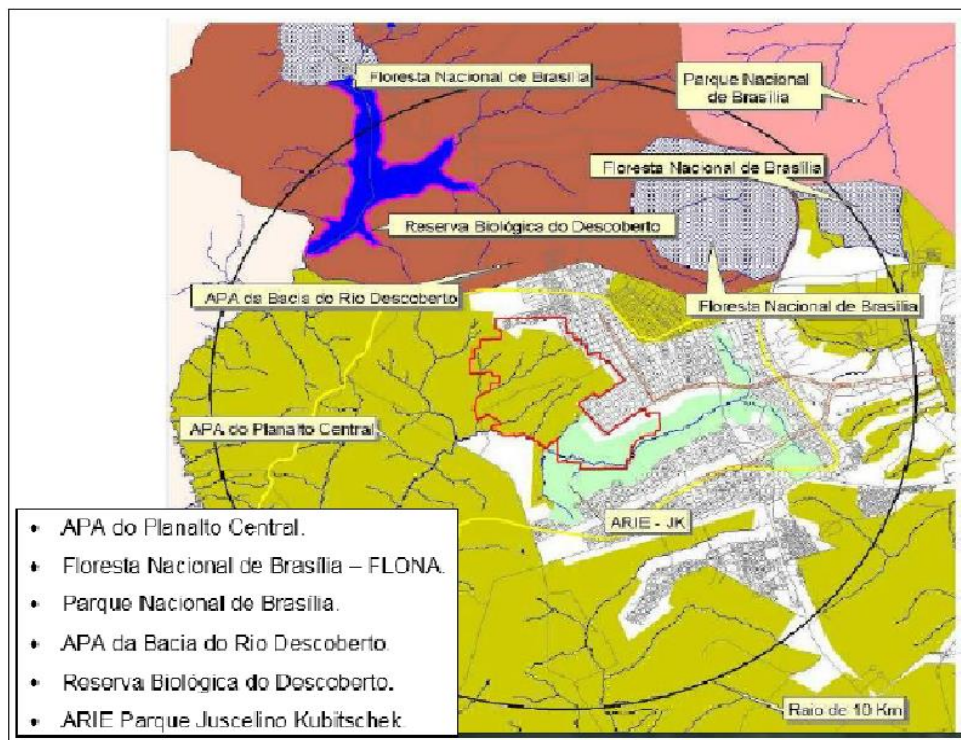 Floresta Nacional de Brasília
Parque Nacional
de Brasília
Floresta Nacional de Brasília
Reserva Biológica do Descoberto
APA da Bacia do Rio Descoberto
Floresta Nacional de Brasília
APA do Planalto Central
ARIE - JK
• APA do Planalto Central.
• Floresta Nacional de Brasília – FLONA.
• Parque Nacional de Brasília.
• APA da Bacia do Rio Descoberto.
• Reserva Biológica do Descoberto.
• ARIE Parque Juscelino Kubitschek.
Raio de 10 Km